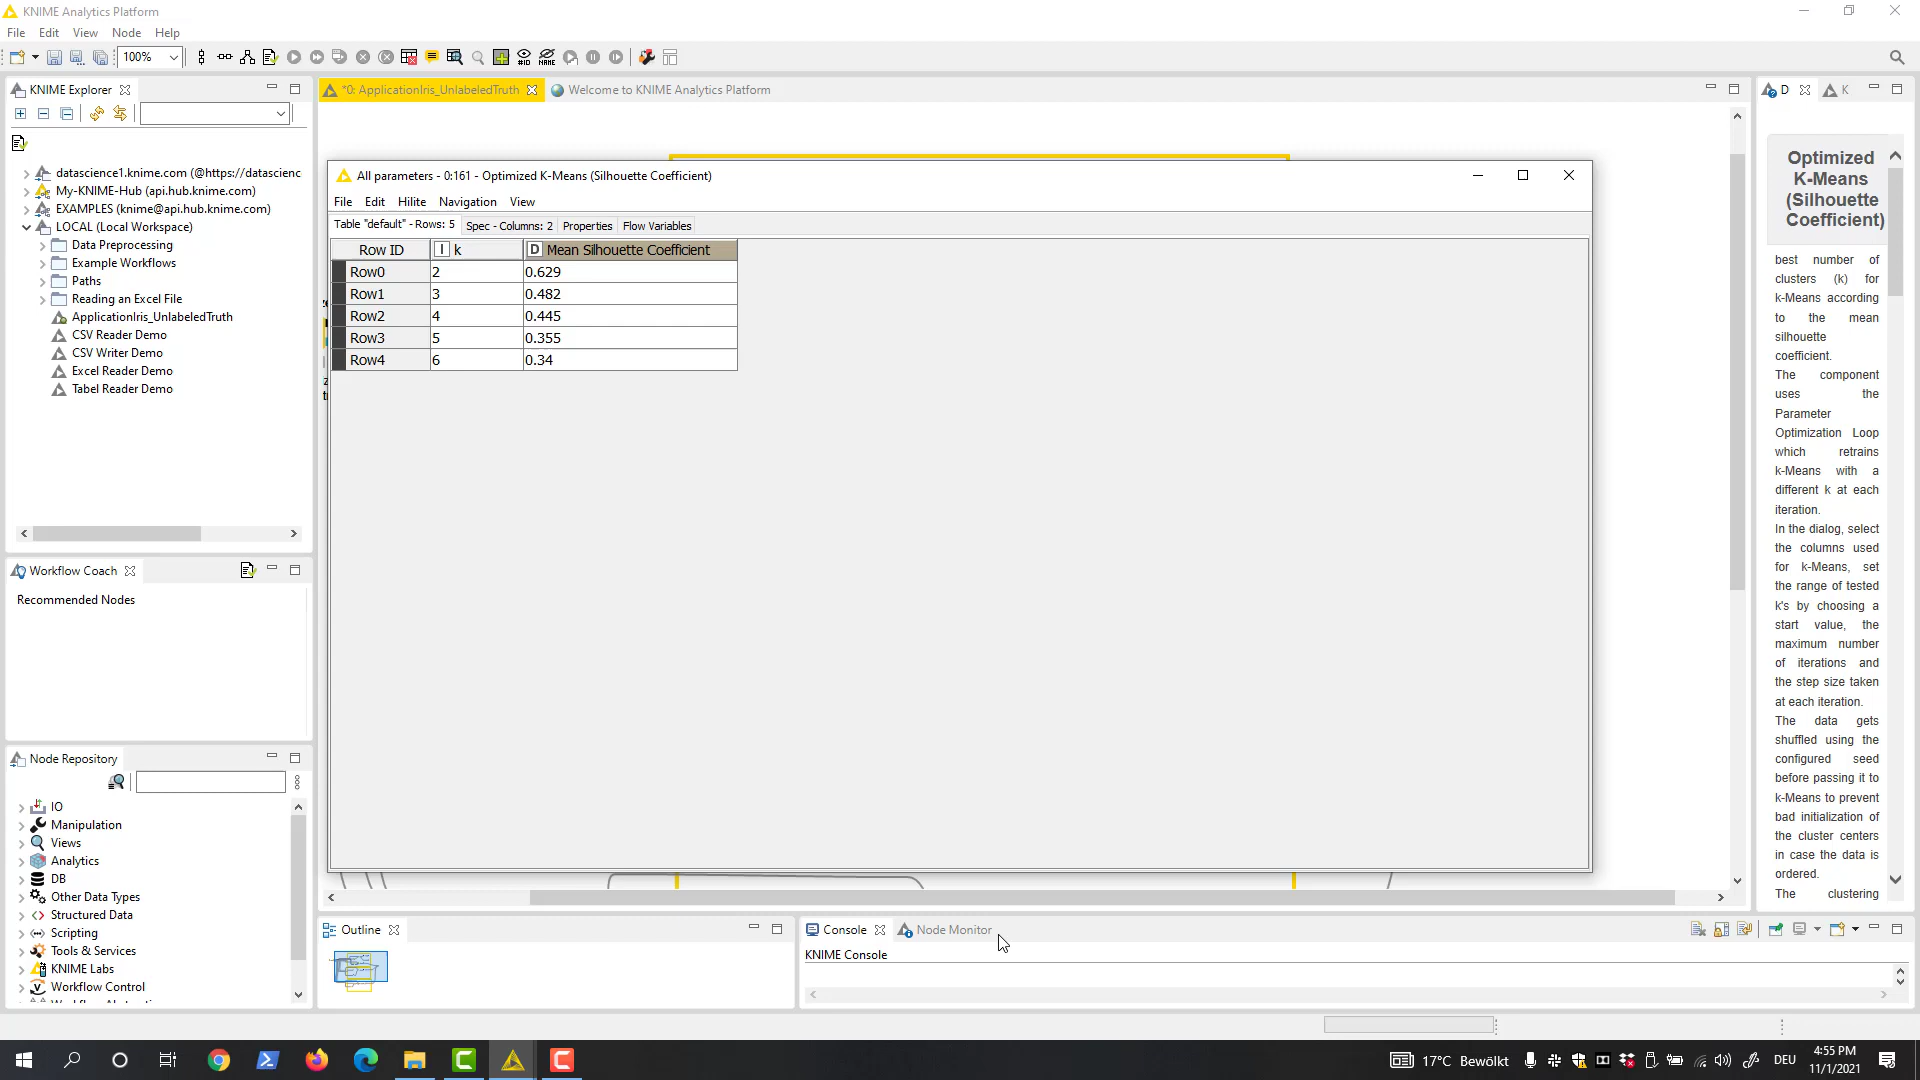 KNIME Analytics Platform
File Edit View Node Help
100%
KNIME Explorer
datascience1.knime.com (@https://datascienc
My-KNIME-Hub (api.hub.knime.com)
EXAMPLES (knime@api.hub.knime.com)
LOCAL (Local Workspace)
Data Preprocessing
Example Workflows
Paths
Reading an Excel File
ApplicationIris_UnlabeledTruth
CSV Reader Demo
CSV Writer Demo
Excel Reader Demo
Tabel Reader Demo
Workflow Coach
Recommended Nodes
Node Repository
IO
Manipulation
Views
Analytics
DB
Other Data Types
Structured Data
Scripting
Tools & Services
KNIME Labs
Workflow Control
*0: ApplicationIris_UnlabeledTruth
Welcome to KNIME Analytics Platform
All parameters - 0:161 - Optimized K-Means (Silhouette Coefficient)
File Edit Hilite Navigation View
Table "default" - Rows: 5 Spec - Columns: 2 Properties Flow Variables
Row ID I k D Mean Silhouette Coefficient
Row0 2 0.629
Row1 3 0.482
Row2 4 0.445
Row3 5 0.355
Row4 6 0.34
Outline
Console Node Monitor
KNIME Console
D K
Optimized
K-Means
(Silhouette
Coefficient)
best number of
clusters (k) for
k-Means according
to the mean
silhouette
coefficient.
The component
uses the
Parameter
Optimization Loop
which retrains
k-Means with a
different k at each
iteration.
In the dialog, select
the columns used
for k-Means, set
the range of tested
k's by choosing a
start value, the
maximum number
of iterations and
the step size taken
at each iteration.
The data gets
shuffled using the
configured seed
before passing it to
k-Means to prevent
bad initialization of
the cluster centers
in case the data is
ordered.
The clustering
17°C Bewölkt
DEU
4:55 PM
11/1/2021